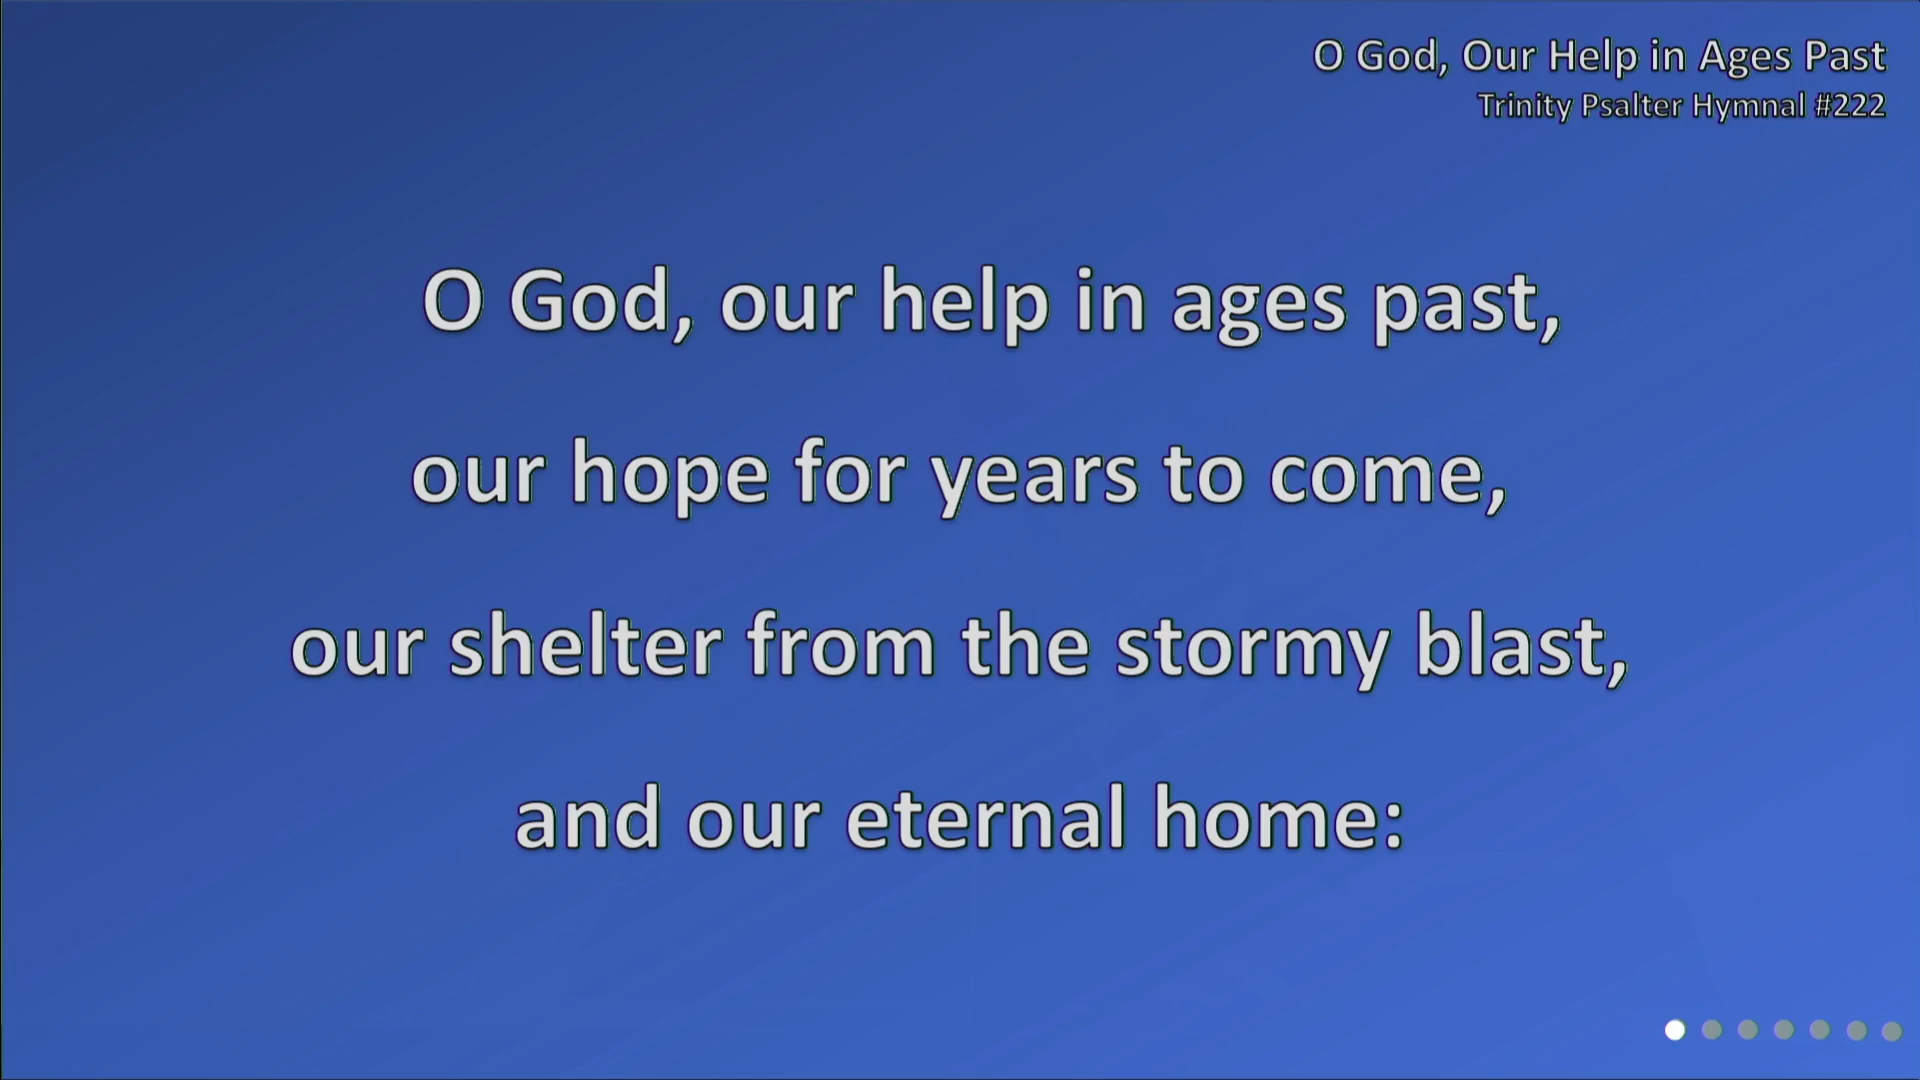 O God, Our Help in Ages Past
Trinity Psalter Hymnal #222
O God, our help in ages past,
our hope for years to come,
our shelter from the stormy blast,
and our eternal home: